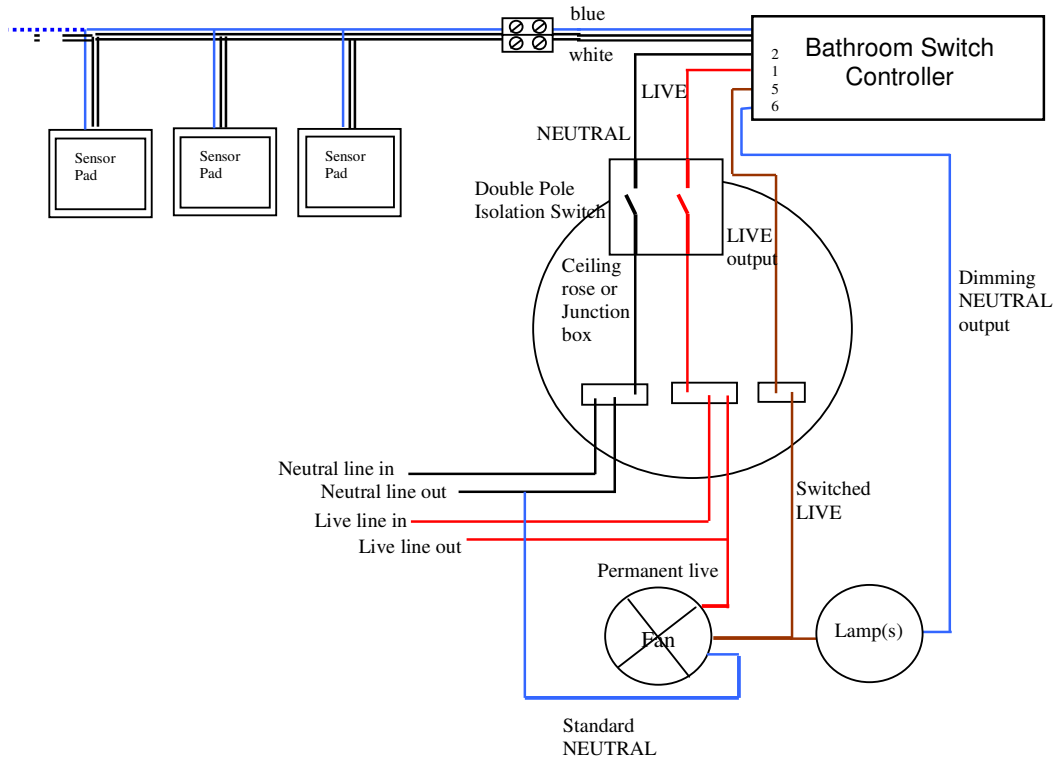 blue
white
Bathroom Switch
Controller
2
1
5
6
LIVE
NEUTRAL
Sensor
Pad
Sensor
Pad
Sensor
Pad
Double Pole
Isolation Switch
LIVE
output
Ceiling
rose or
Junction
box
Dimming
NEUTRAL
output
Neutral line in
Neutral line out
Live line in
Live line out
Switched
LIVE
Permanent live
Fan
Lamp(s)
Standard
NEUTRAL